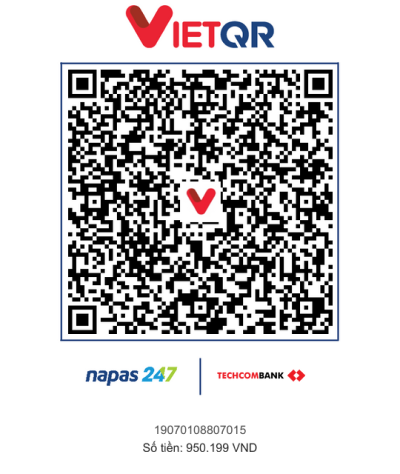 VIETQR
napas 247
TECHCOMBANK
19070108807015
Số tiền: 950,199 VND